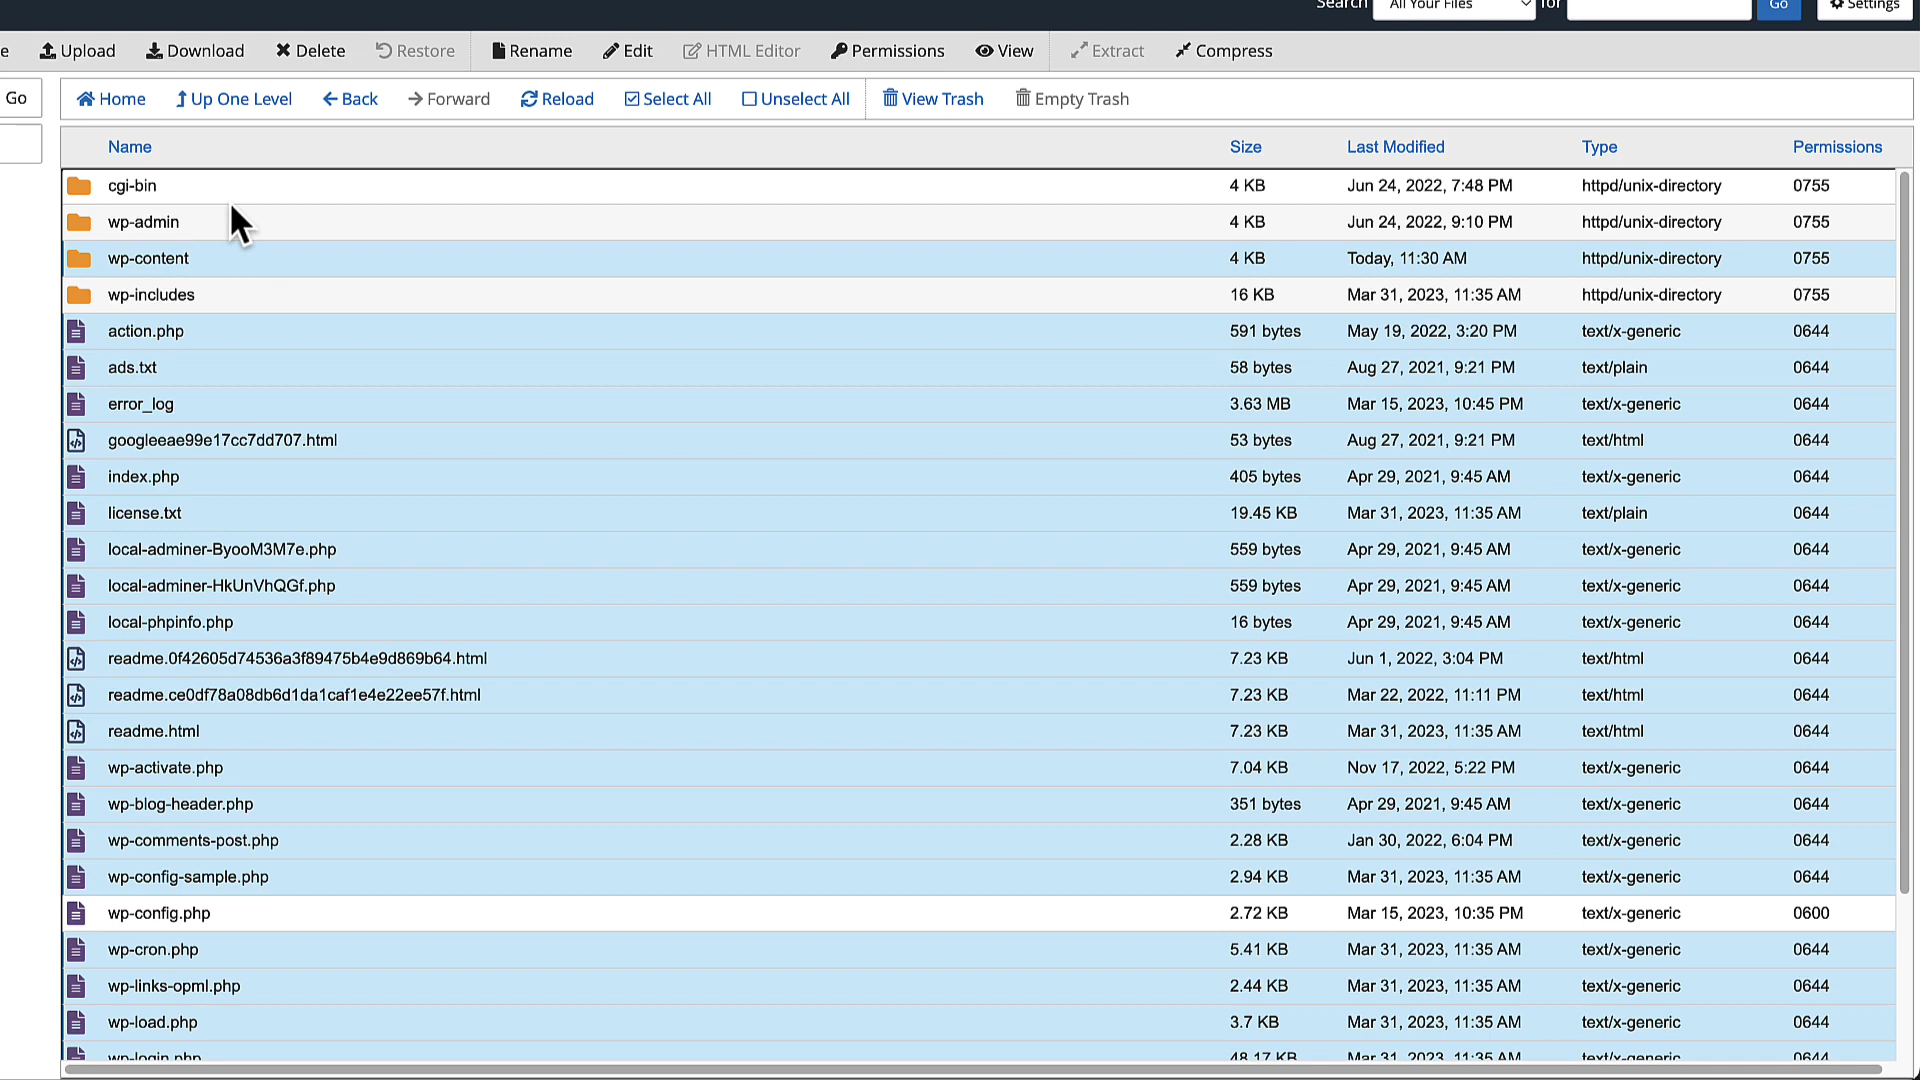 Search All Your Files for Go Settings
e Upload Download Delete Restore Rename Edit HTML Editor Permissions View Extract Compress
Go Home Up One Level Back Forward Reload Select All Unselect All View Trash Empty Trash
Name Size Last Modified Type Permissions
cgi-bin 4 KB Jun 24, 2022, 7:48 PM httpd/unix-directory 0755
wp-admin 4 KB Jun 24, 2022, 9:10 PM httpd/unix-directory 0755
wp-content 4 KB Today, 11:30 AM httpd/unix-directory 0755
wp-includes 16 KB Mar 31, 2023, 11:35 AM httpd/unix-directory 0755
action.php 591 bytes May 19, 2022, 3:20 PM text/x-generic 0644
ads.txt 58 bytes Aug 27, 2021, 9:21 PM text/plain 0644
error_log 3.63 MB Mar 15, 2023, 10:45 PM text/x-generic 0644
googleeae99e17cc7dd707.html 53 bytes Aug 27, 2021, 9:21 PM text/html 0644
index.php 405 bytes Apr 29, 2021, 9:45 AM text/x-generic 0644
license.txt 19.45 KB Mar 31, 2023, 11:35 AM text/plain 0644
local-adminer-ByooM3M7e.php 559 bytes Apr 29, 2021, 9:45 AM text/x-generic 0644
local-adminer-HkUnVhQGf.php 559 bytes Apr 29, 2021, 9:45 AM text/x-generic 0644
local-phpinfo.php 16 bytes Apr 29, 2021, 9:45 AM text/x-generic 0644
readme.0f42605d74536a3f89475b4e9d869b64.html 7.23 KB Jun 1, 2022, 3:04 PM text/html 0644
readme.ce0df78a08db6d1da1caf1e4e22ee57f.html 7.23 KB Mar 22, 2022, 11:11 PM text/html 0644
readme.html 7.23 KB Mar 31, 2023, 11:35 AM text/html 0644
wp-activate.php 7.04 KB Nov 17, 2022, 5:22 PM text/x-generic 0644
wp-blog-header.php 351 bytes Apr 29, 2021, 9:45 AM text/x-generic 0644
wp-comments-post.php 2.28 KB Jan 30, 2022, 6:04 PM text/x-generic 0644
wp-config-sample.php 2.94 KB Mar 31, 2023, 11:35 AM text/x-generic 0644
wp-config.php 2.72 KB Mar 15, 2023, 10:35 PM text/x-generic 0600
wp-cron.php 5.41 KB Mar 31, 2023, 11:35 AM text/x-generic 0644
wp-links-opml.php 2.44 KB Mar 31, 2023, 11:35 AM text/x-generic 0644
wp-load.php 3.7 KB Mar 31, 2023, 11:35 AM text/x-generic 0644
wp-login.php 48.17 KB Mar 31, 2023, 11:35 AM text/x-generic 0644